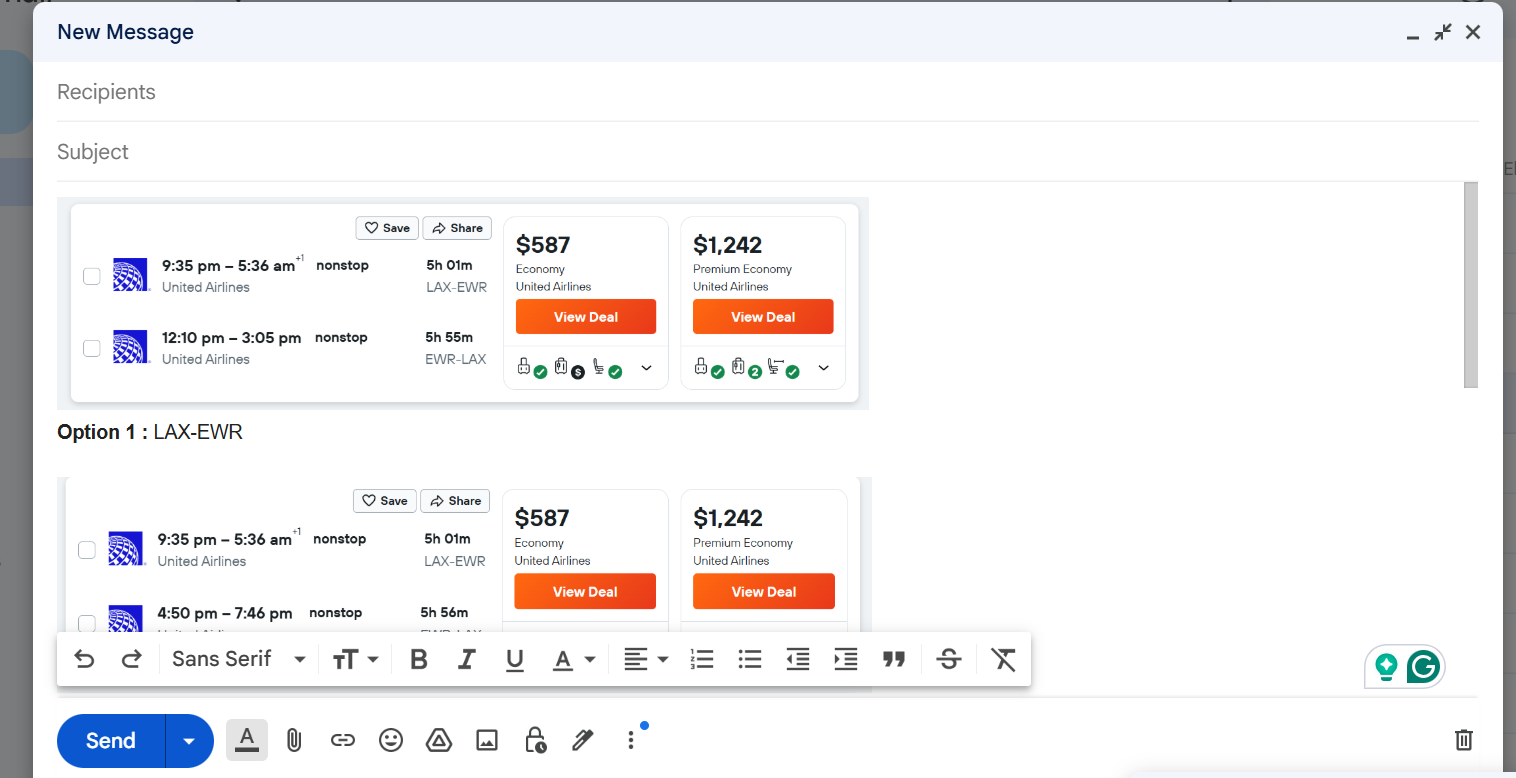 New Message
Recipients
Subject
Save Share
$587
Economy
United Airlines
View Deal
$1,242
Premium Economy
United Airlines
View Deal
9:35 pm – 5:36 am+1 nonstop 5h 01m
United Airlines LAX-EWR
12:10 pm – 3:05 pm nonstop 5h 55m
United Airlines EWR-LAX
$
2
Option 1 : LAX-EWR
Save Share
$587
Economy
United Airlines
View Deal
$1,242
Premium Economy
United Airlines
View Deal
9:35 pm – 5:36 am+1 nonstop 5h 01m
United Airlines LAX-EWR
4:50 pm – 7:46 pm nonstop 5h 56m
Sans Serif
Send